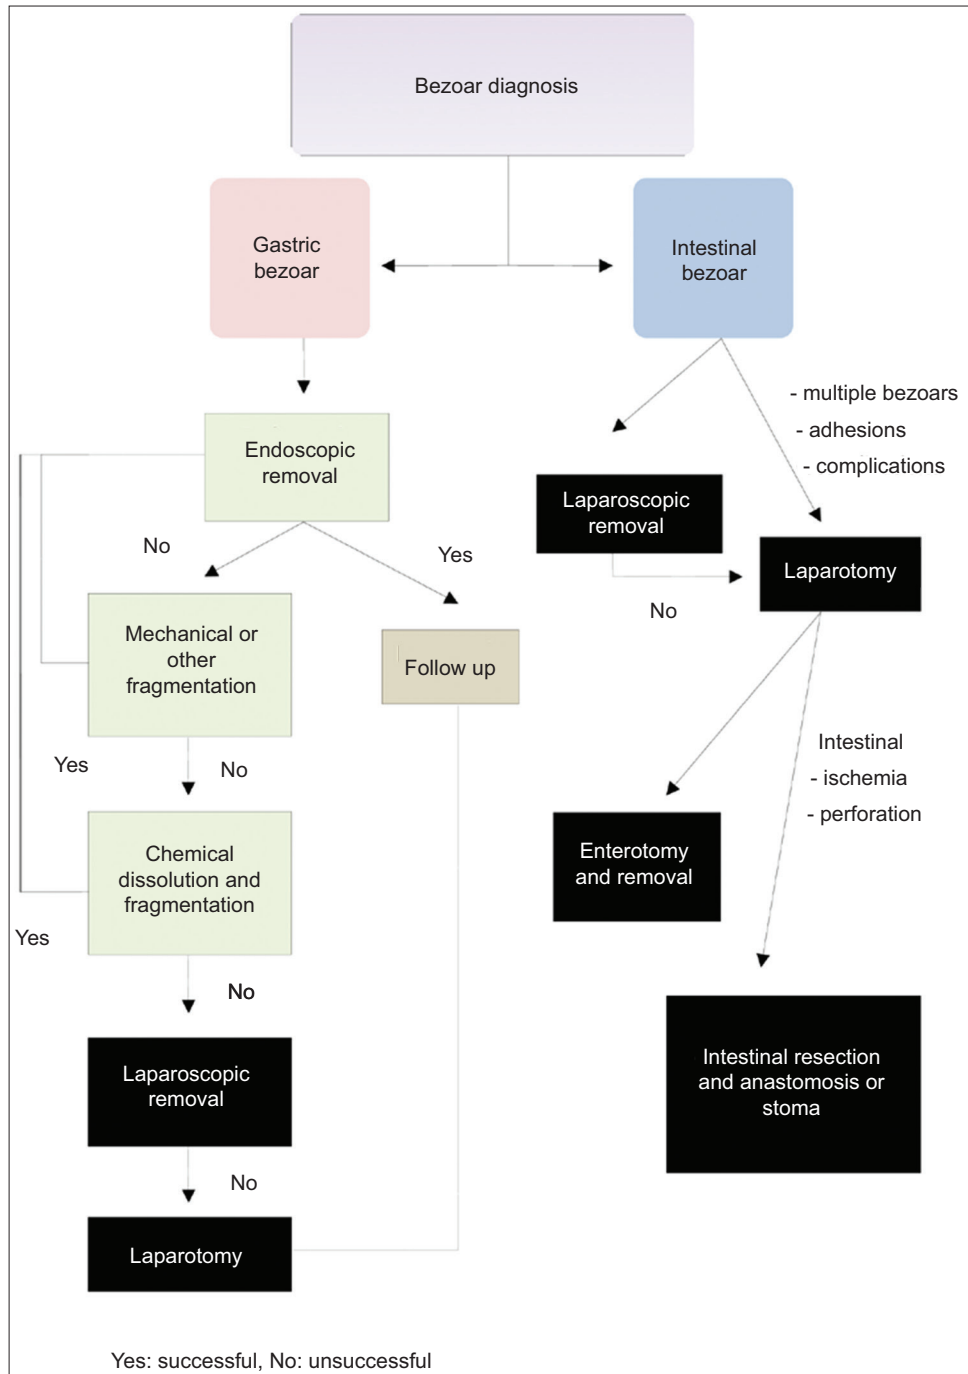 Bezoar diagnosis
Gastric
bezoar
Intestinal
bezoar
- multiple bezoars
- adhesions
- complications
Endoscopic
removal
Laparoscopic
removal
No
Yes
Laparotomy
No
Mechanical or
other
fragmentation
Follow up
Yes
No
Intestinal
- ischemia
- perforation
Chemical
dissolution and
fragmentation
Enterotomy
and removal
Yes
No
Laparoscopic
removal
Intestinal resection
and anastomosis or
stoma
No
Laparotomy
Yes: successful, No: unsuccessful